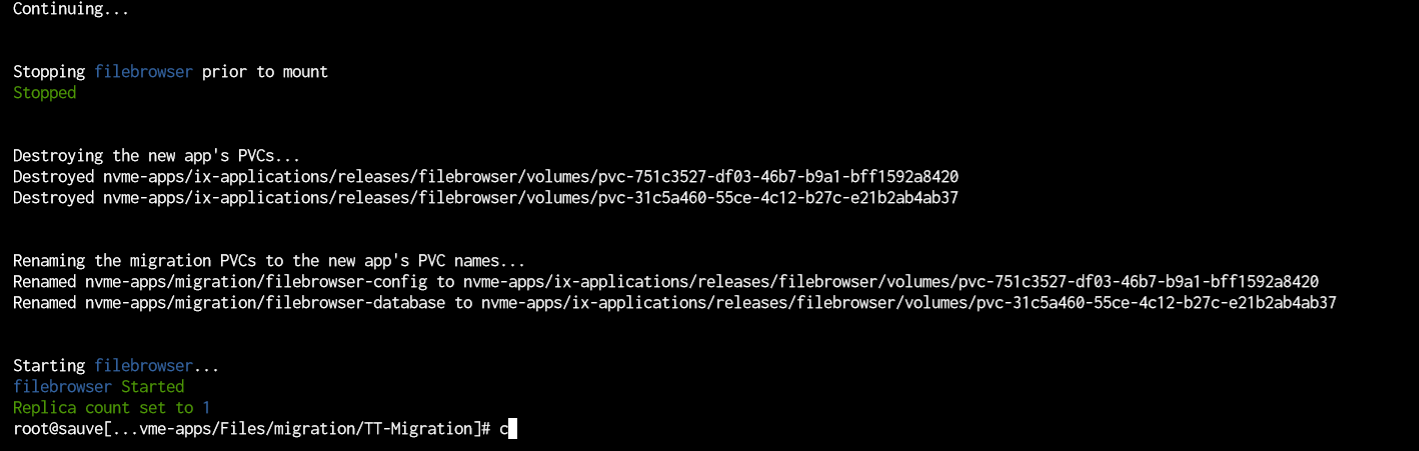 Continuing...
Stopping filebrowser prior to mount
Stopped
Destroying the new app's PVCs...
Destroyed nvme-apps/ix-applications/releases/filebrowser/volumes/pvc-751c3527-df03-46b7-b9a1-bff1592a8420
Destroyed nvme-apps/ix-applications/releases/filebrowser/volumes/pvc-31c5a460-55ce-4c12-b27c-e21b2ab4ab37
Renaming the migration PVCs to the new app's PVC names...
Renamed nvme-apps/migration/filebrowser-config to nvme-apps/ix-applications/releases/filebrowser/volumes/pvc-751c3527-df03-46b7-b9a1-bff1592a8420
Renamed nvme-apps/migration/filebrowser-database to nvme-apps/ix-applications/releases/filebrowser/volumes/pvc-31c5a460-55ce-4c12-b27c-e21b2ab4ab37
Starting filebrowser...
filebrowser Started
Replica count set to 1
root@sauve[...vme-apps/Files/migration/TT-Migration]# c